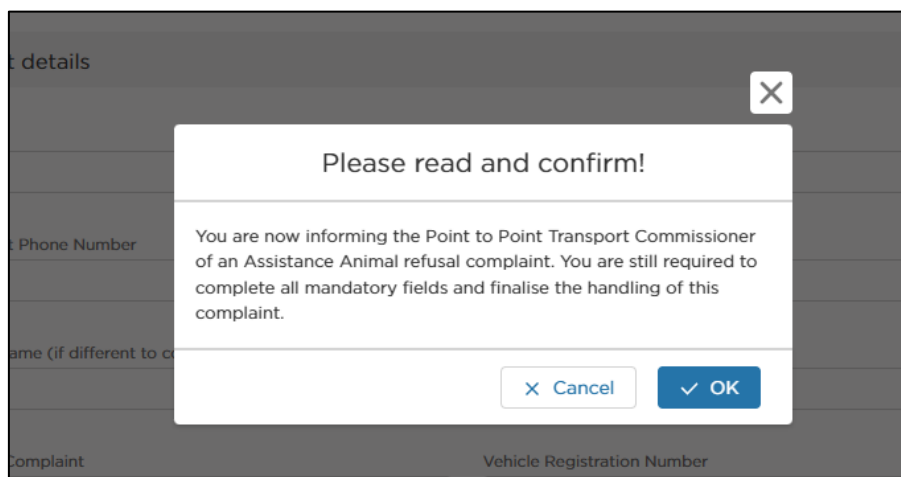 t details
Please read and confirm!
You are now informing the Point to Point Transport Commissioner
of an Assistance Animal refusal complaint. You are still required to
complete all mandatory fields and finalise the handling of this
complaint.
t Phone Number
ame (if different to c
Cancel OK
Complaint Vehicle Registration Number